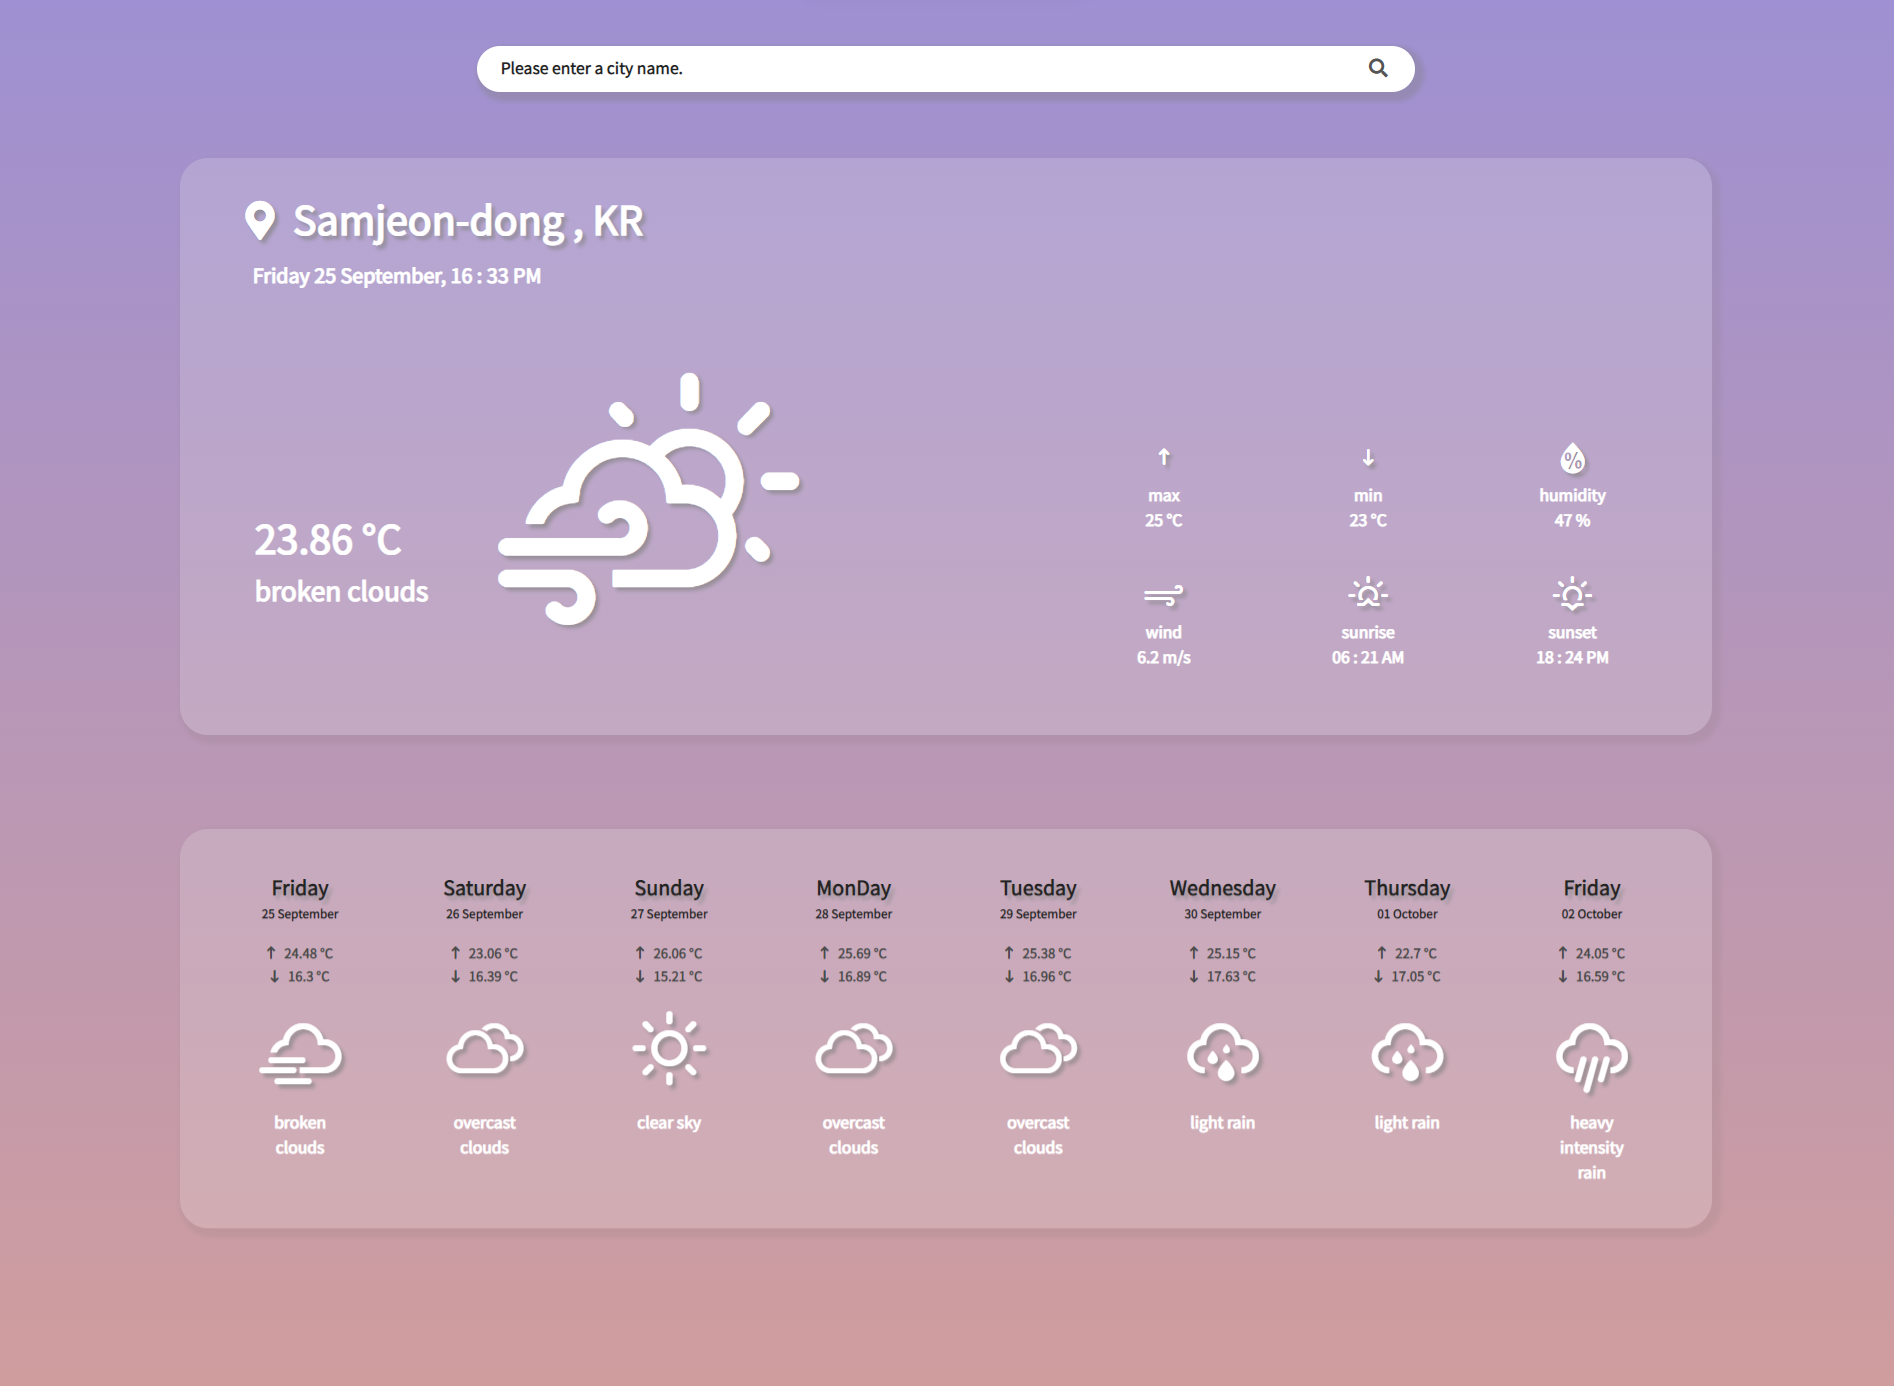 Please enter a city name.
Samjeon-dong , KR
Friday 25 September, 16 : 33 PM
23.86 °C
broken clouds
max
25 °C
min
23 °C
%
humidity
47 %
wind
6.2 m/s
sunrise
06 : 21 AM
sunset
18 : 24 PM
Friday
25 September
↑ 24.48 °C
↓ 16.3 °C
broken
clouds
Saturday
26 September
↑ 23.06 °C
↓ 16.39 °C
overcast
clouds
Sunday
27 September
↑ 26.06 °C
↓ 15.21 °C
clear sky
MonDay
28 September
↑ 25.69 °C
↓ 16.89 °C
overcast
clouds
Tuesday
29 September
↑ 25.38 °C
↓ 16.96 °C
overcast
clouds
Wednesday
30 September
↑ 25.15 °C
↓ 17.63 °C
light rain
Thursday
01 October
↑ 22.7 °C
↓ 17.05 °C
light rain
Friday
02 October
↑ 24.05 °C
↓ 16.59 °C
heavy
intensity
rain